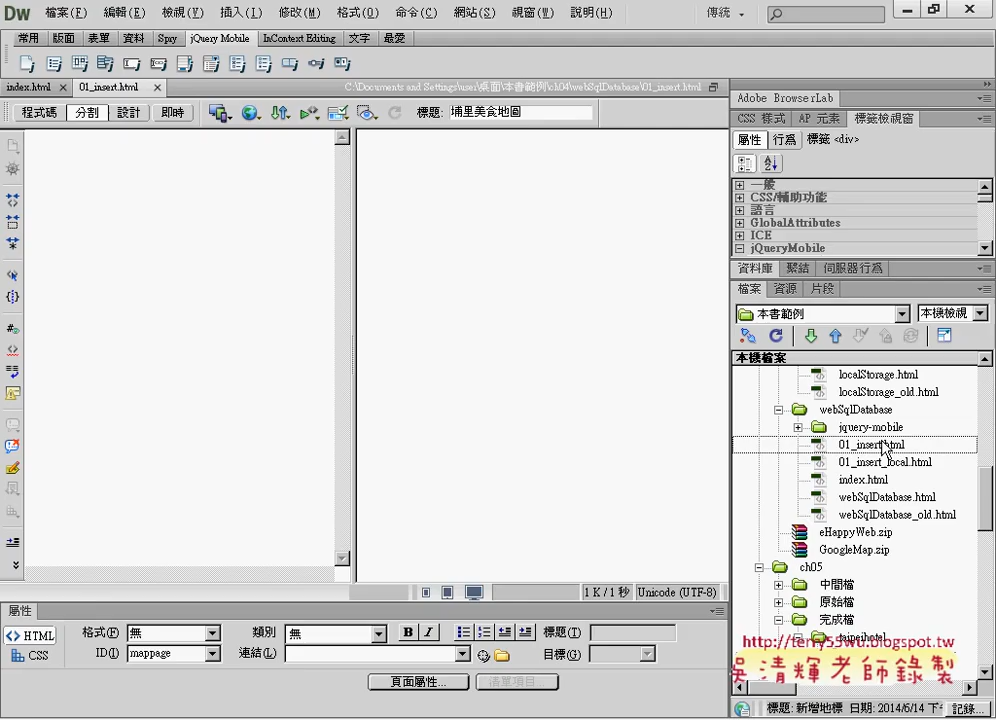 Dw 檔案(F) 編輯(E) 檢視(V) 插入(I) 修改(M) 格式(O) 命令(C) 網站(S) 視窗(W) 說明(H) 傳統
常用 版面 表單 資料 Spry jQuery Mobile InContext Editing 文字 最愛
index.html 01_insert.html C:\Documents and Settings\user\桌面\本書範例\ch04\webSqlDatabase\01_insert.html
程式碼 分割 設計 即時 標題: 埔里美食地圖
Adobe BrowserLab
CSS 樣式 AP 元素 標籤檢視窗
屬性 行為 標籤 <div>
一般
CSS/輔助功能
語言
GlobalAttributes
ICE
jQueryMobile
資料庫 繫結 伺服器行為
檔案 資源 片段
本書範例 本機檢視
本機檔案
localStorage.html
localStorage_old.html
webSqlDatabase
jquery-mobile
01_insert.html
01_insert_local.html
index.html
webSqlDatabase.html
webSqlDatabase_old.html
eHappyWeb.zip
GoogleMap.zip
ch05
中間檔
原始檔
完成檔
taipeihotel
http://terry55wu.blogspot.tw
吳清輝老師錄製
1 K / 1 秒 Unicode (UTF-8)
屬性
<> HTML 格式(F) 無 類別 無 B I 標題(T)
CSS ID(I) mappage 連結(L) 目標(G)
頁面屬性... 清單項目...
標題: 新增地標 日期: 2014/6/14 下午 記錄...